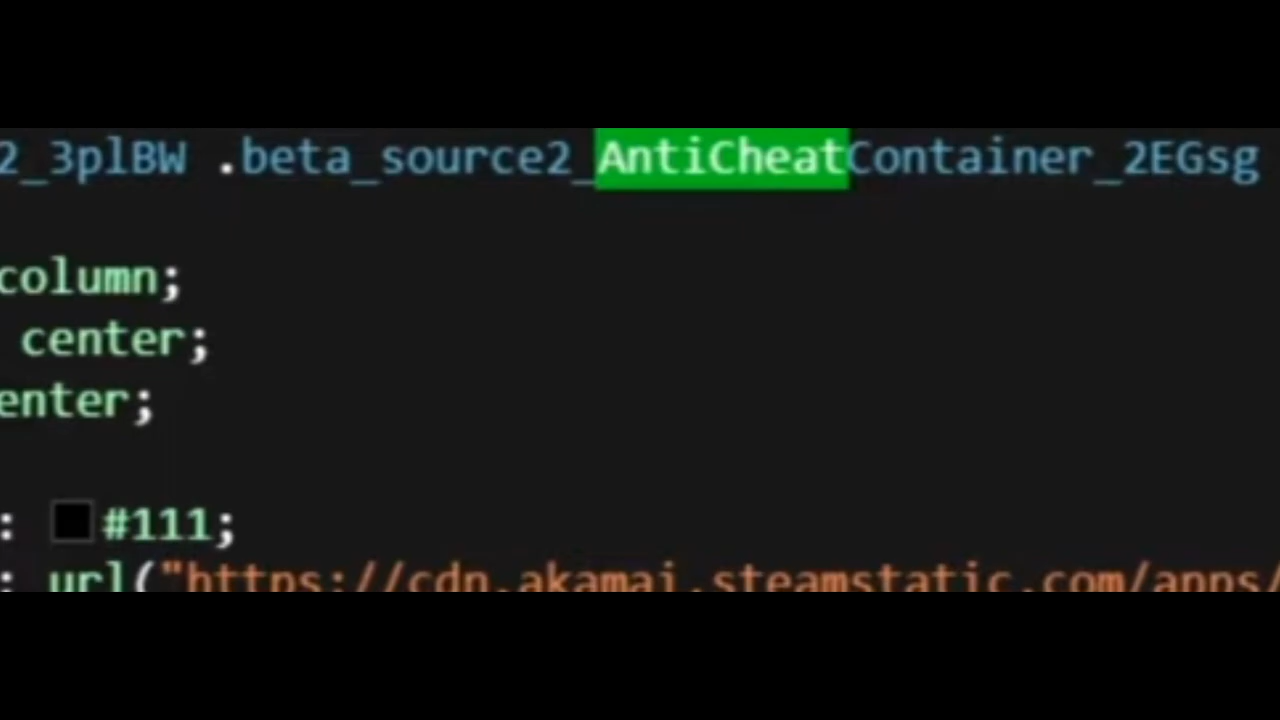 2_3plBW .beta_source2_AntiCheatContainer_2EGsg
column;
center;
enter;
: #111;
: url("https://cdn.akamai.steamstatic.com/apps/